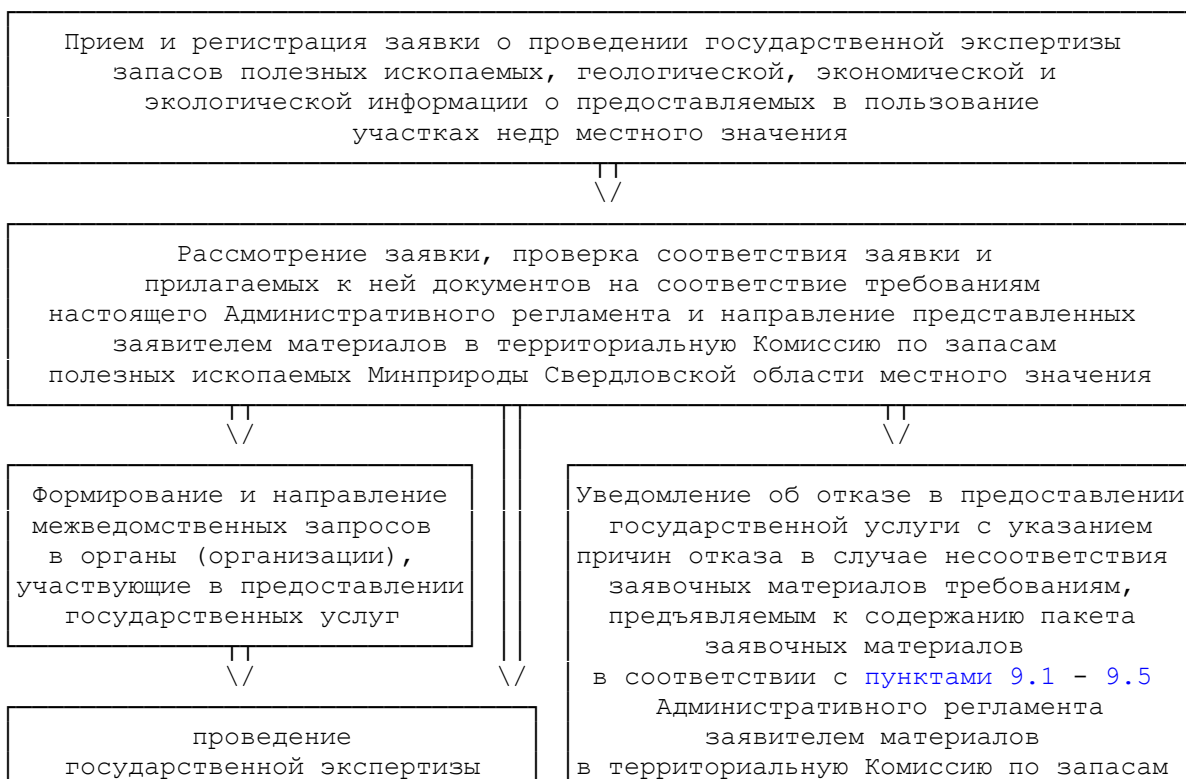 Прием и регистрация заявки о проведении государственной экспертизы
запасов полезных ископаемых, геологической, экономической и
экологической информации о предоставляемых в пользование
участках недр местного значения
Рассмотрение заявки, проверка соответствия заявки и
прилагаемых к ней документов на соответствие требованиям
настоящего Административного регламента и направление представленных
заявителем материалов в территориальную Комиссию по запасам
полезных ископаемых Минприроды Свердловской области местного значения
Формирование и направление
межведомственных запросов
в органы (организации),
участвующие в предоставлении
государственных услуг
Уведомление об отказе в предоставлении
государственной услуги с указанием
причин отказа в случае несоответствия
заявочных материалов требованиям,
предъявляемым к содержанию пакета
заявочных материалов
в соответствии с пунктами 9.1 - 9.5
Административного регламента
заявителем материалов
в территориальную Комиссию по запасам
проведение
государственной экспертизы